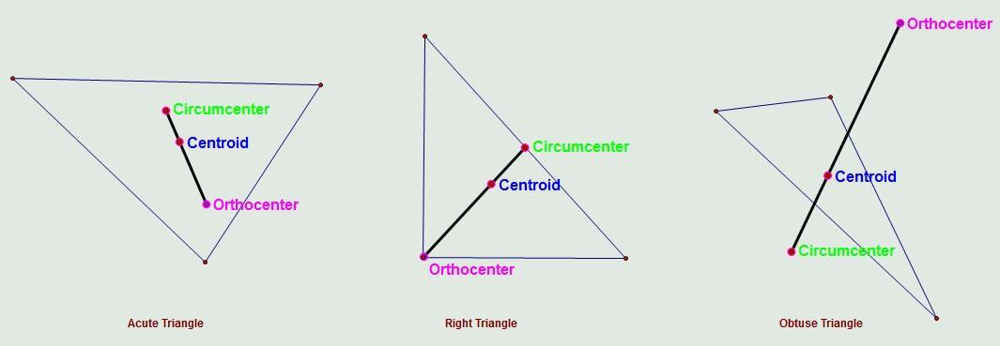 Circumcenter
Centroid
Orthocenter
Acute Triangle
Circumcenter
Centroid
Orthocenter
Right Triangle
Orthocenter
Centroid
Circumcenter
Obtuse Triangle